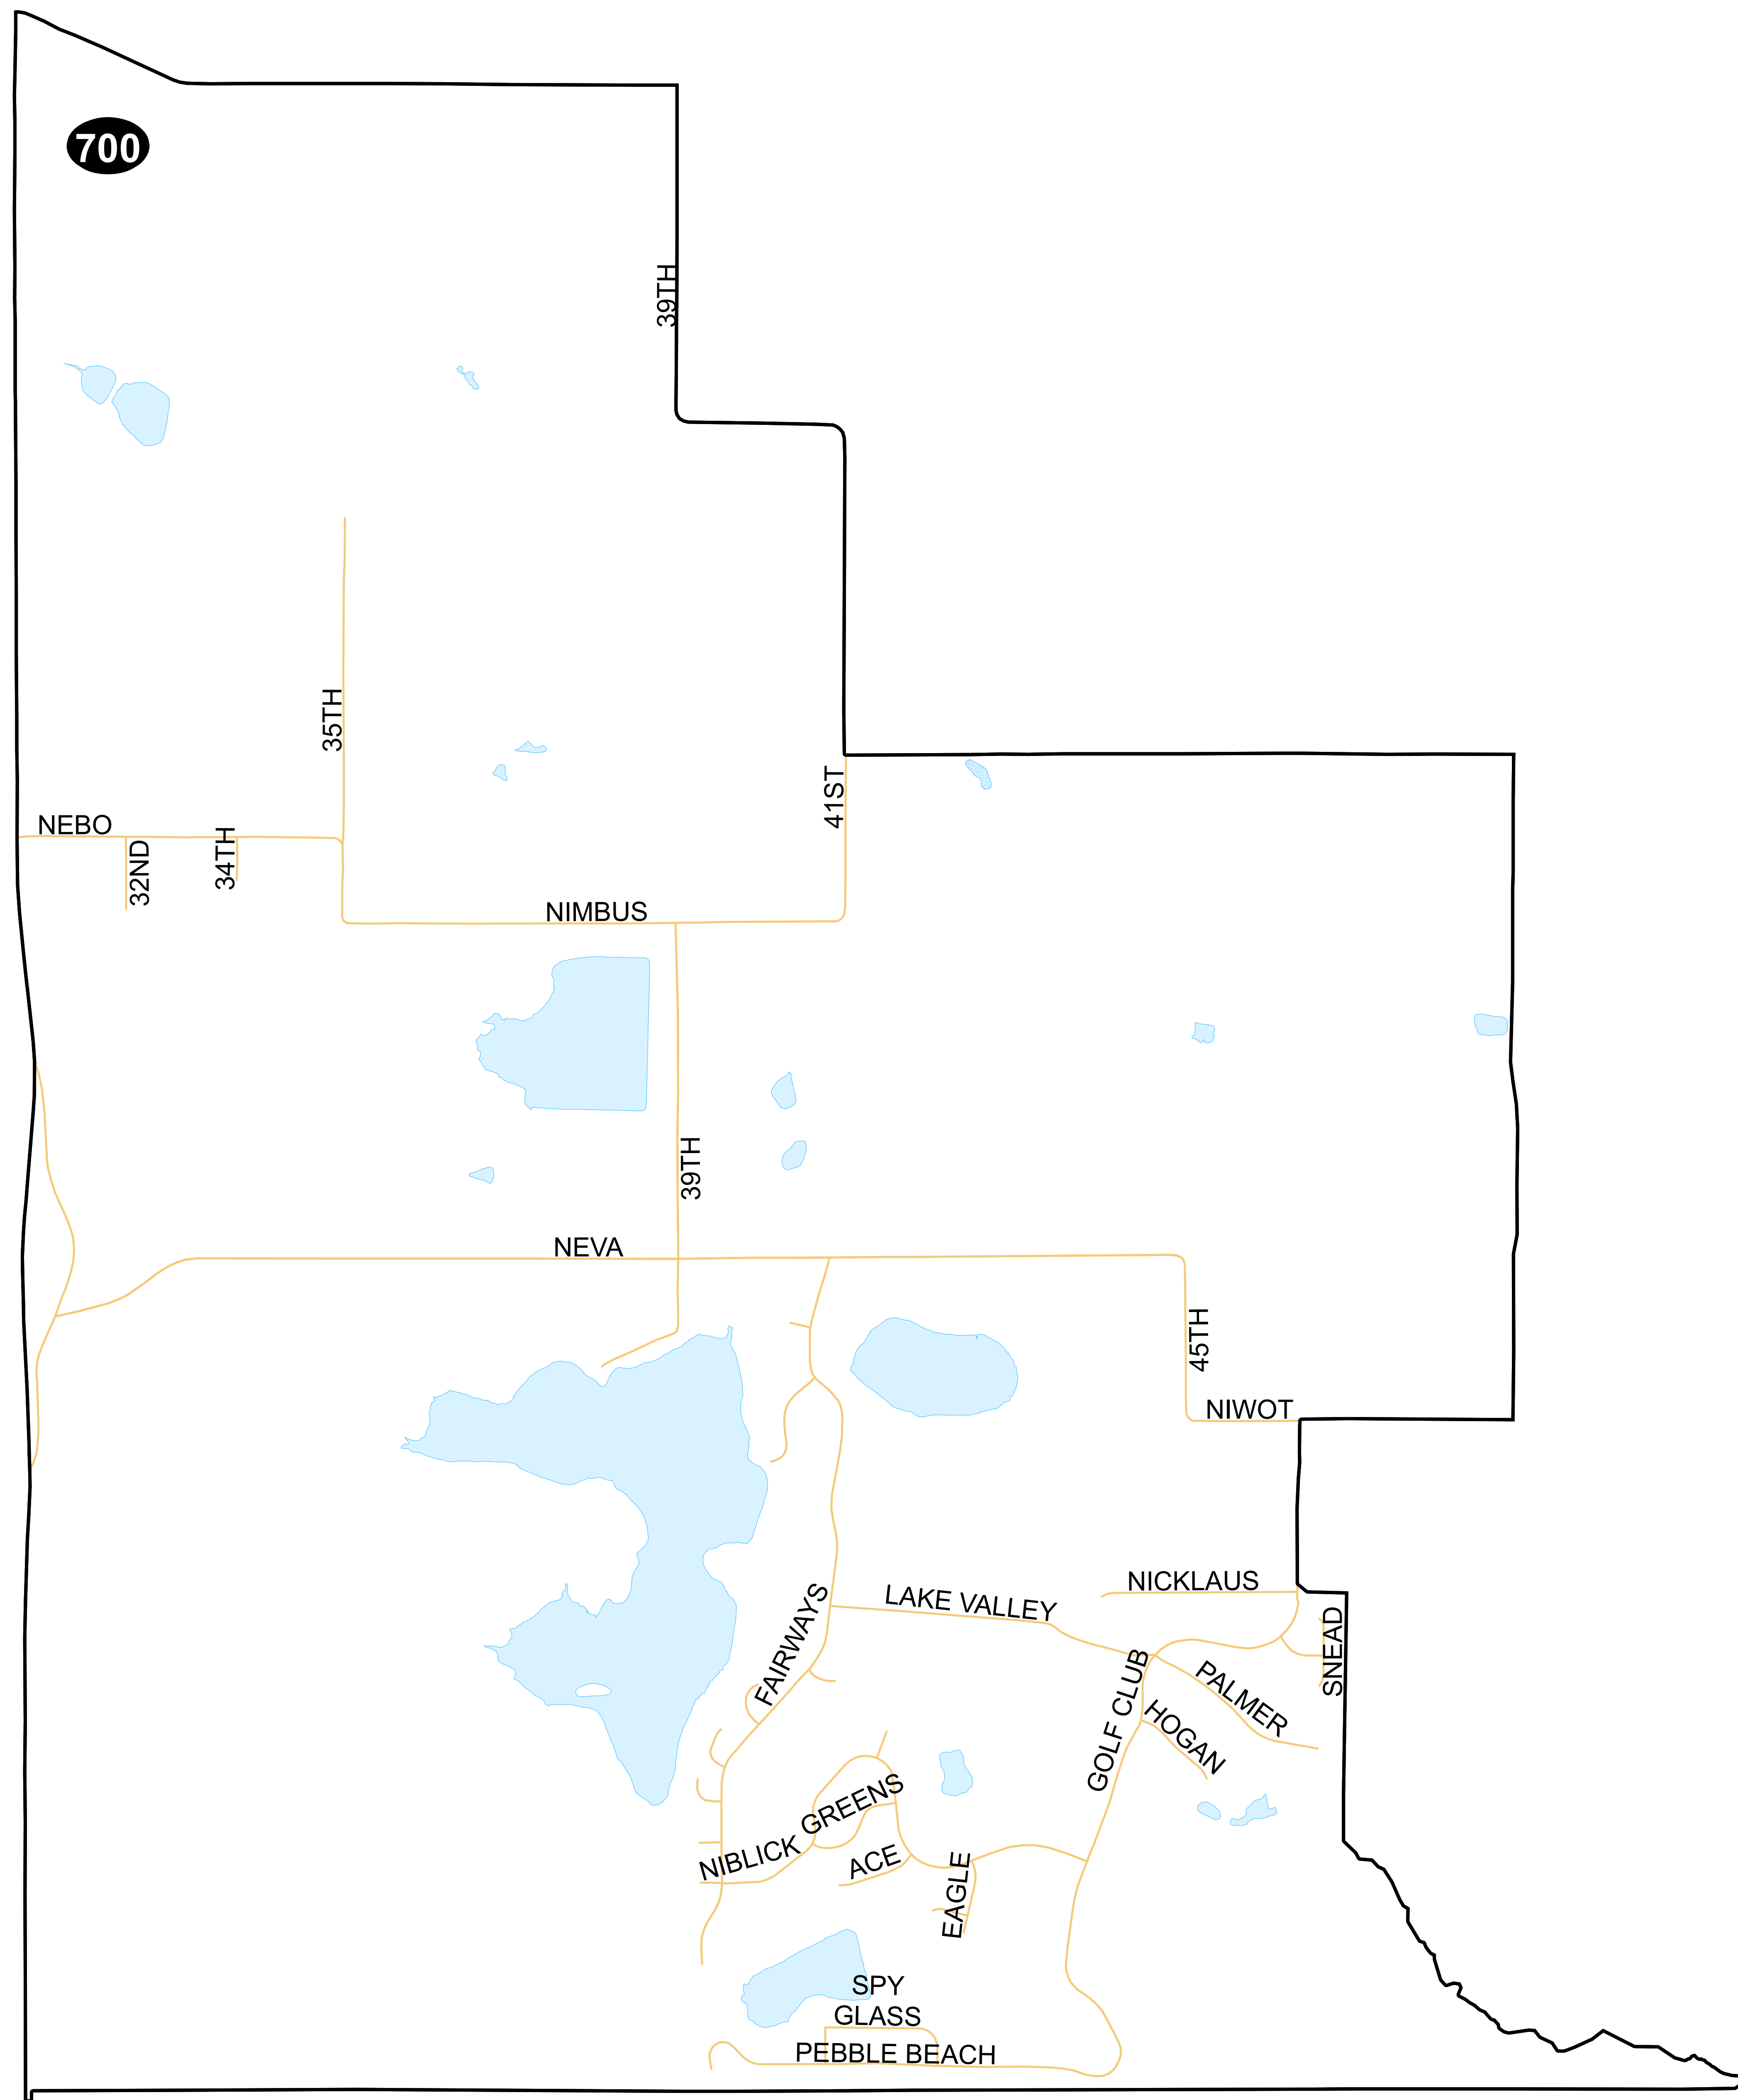 700
39TH
35TH
41ST
NEBO
32ND
34TH
NIMBUS
39TH
NEVA
45TH
NIWOT
NICKLAUS
LAKE VALLEY
FAIRWAYS
SNEAD
GOLF CLUB
PALMER
HOGAN
GREENS
NIBLICK
ACE
EAGLE
SPY
GLASS
PEBBLE BEACH